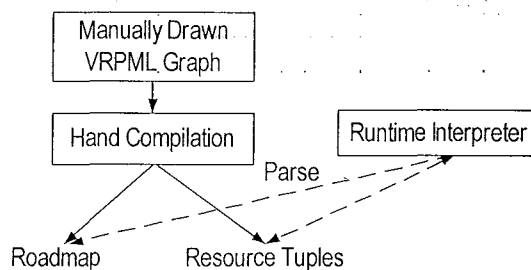 Manually Drawn
VRPML Graph
Hand Compilation
Runtime Interpreter
Parse
Roadmap
Resource Tuples